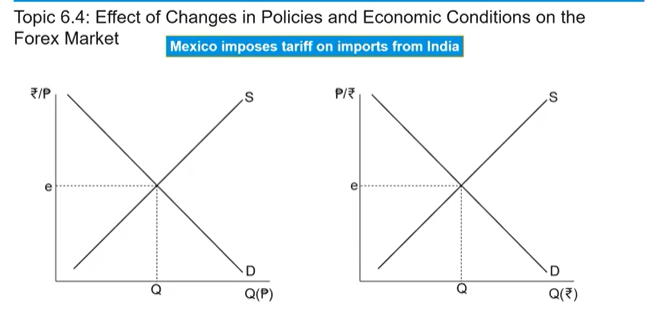 Topic 6.4: Effect of Changes in Policies and Economic Conditions on the
Forex Market
Mexico imposes tariff on imports from India
₹/₱
S
e
D
Q
Q(₱)
₱/₹
S
e
D
Q
Q(₹)